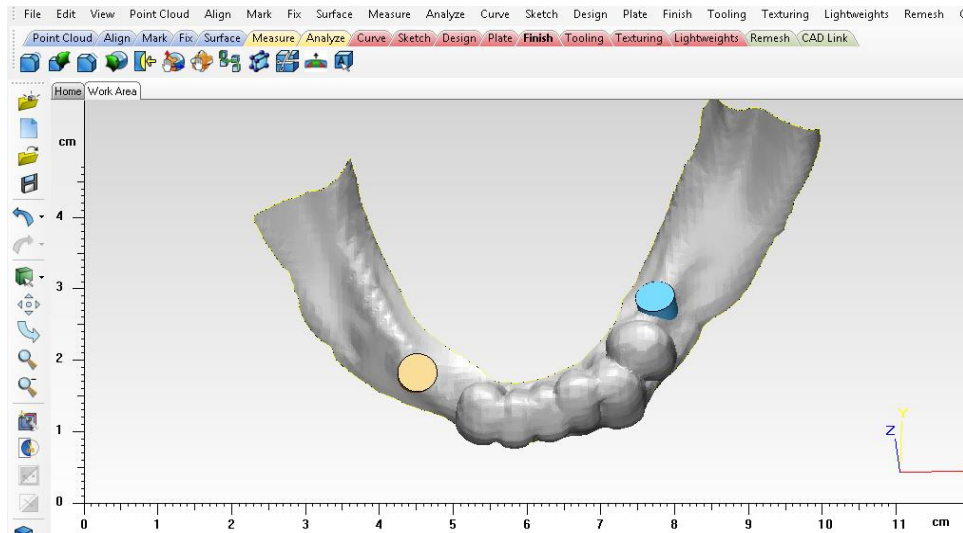 File Edit View Point Cloud Align Mark Fix Surface Measure Analyze Curve Sketch Design Plate Finish Tooling Texturing Lightweights Remesh
Point Cloud Align Mark Fix Surface Measure Analyze Curve Sketch Design Plate Finish Tooling Texturing Lightweights Remesh CAD Link
Home Work Area
cm
4
3
2
1
0
Y
Z
0 1 2 3 4 5 6 7 8 9 10 11 cm